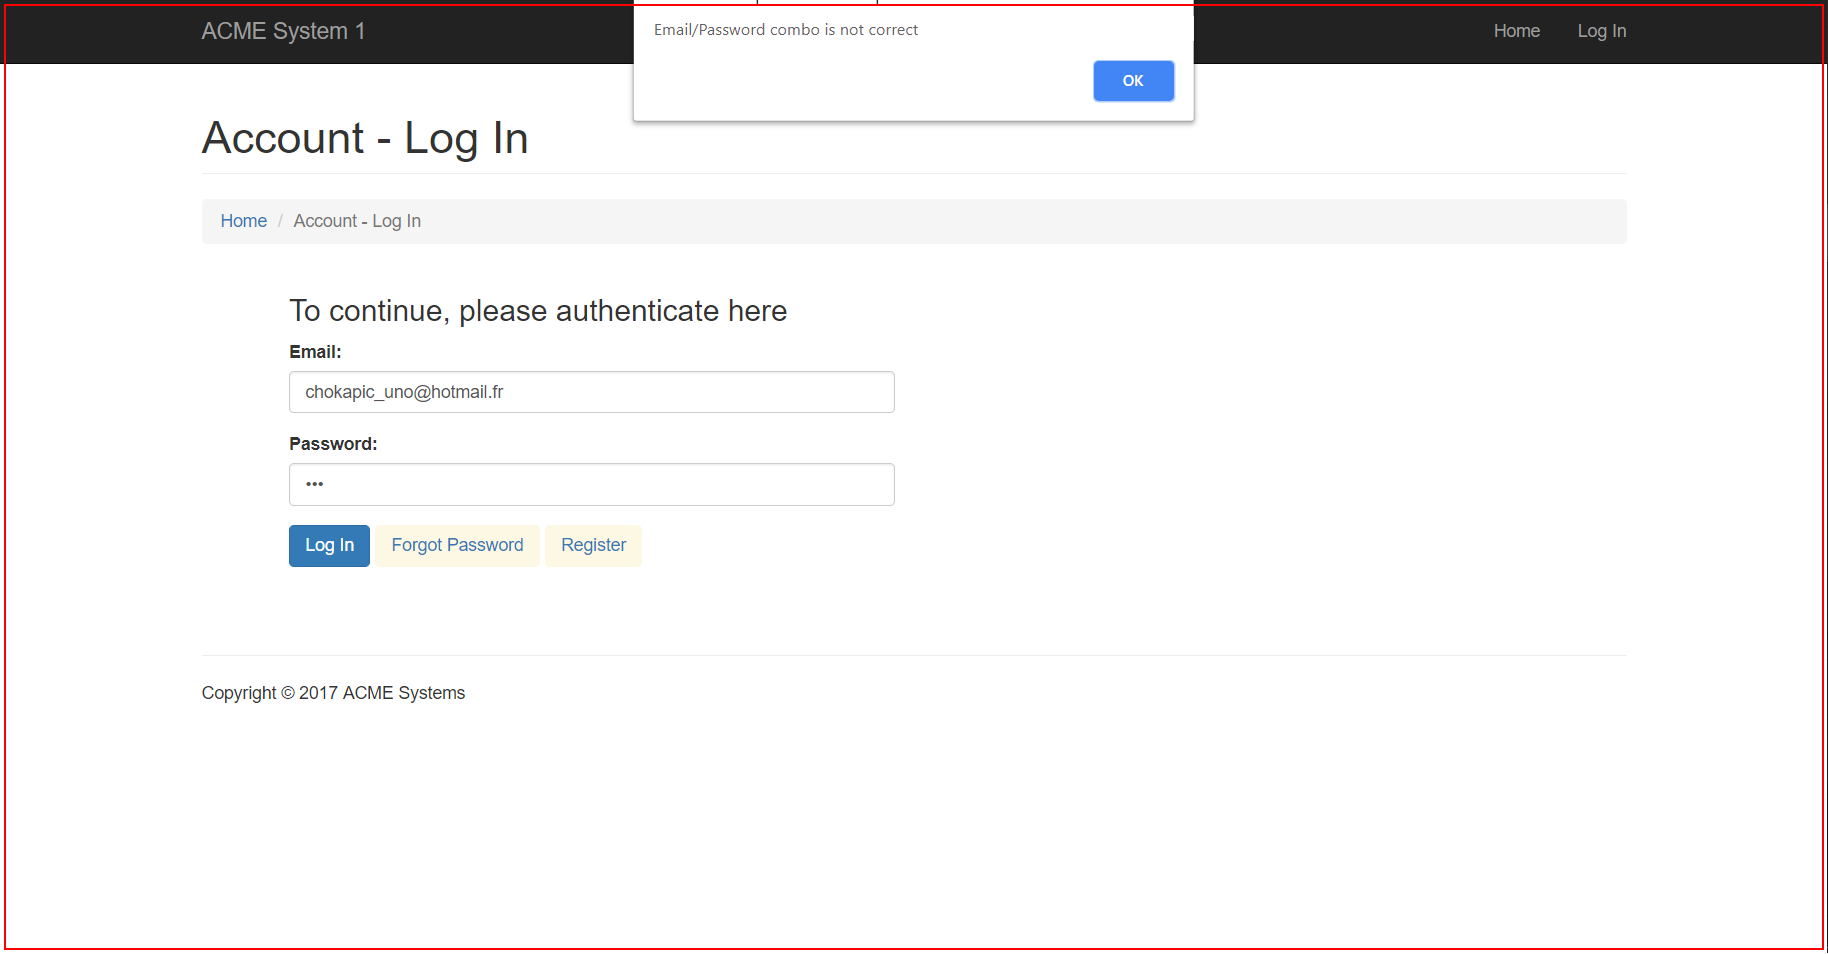 ACME System 1
Email/Password combo is not correct
Home Log In
OK
Account - Log In
Home / Account - Log In
To continue, please authenticate here
Email:
chokapic_uno@hotmail.fr
Password:
•••
Log In Forgot Password Register
Copyright © 2017 ACME Systems